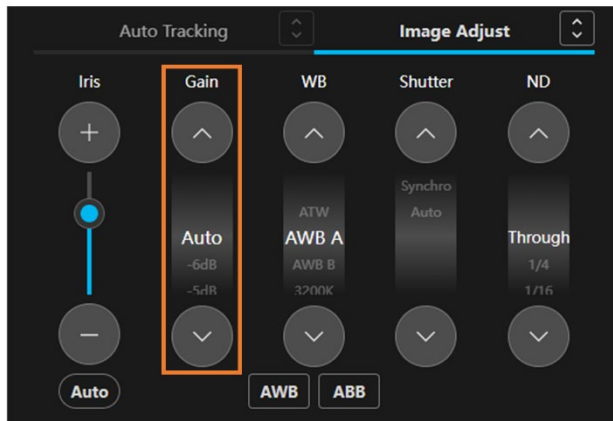 Auto Tracking Image Adjust
Iris Gain WB Shutter ND
Synchro
ATW Auto
Auto AWB A Through
-6dB AWB B 1/4
-5dB 3200K 1/16
Auto AWB ABB